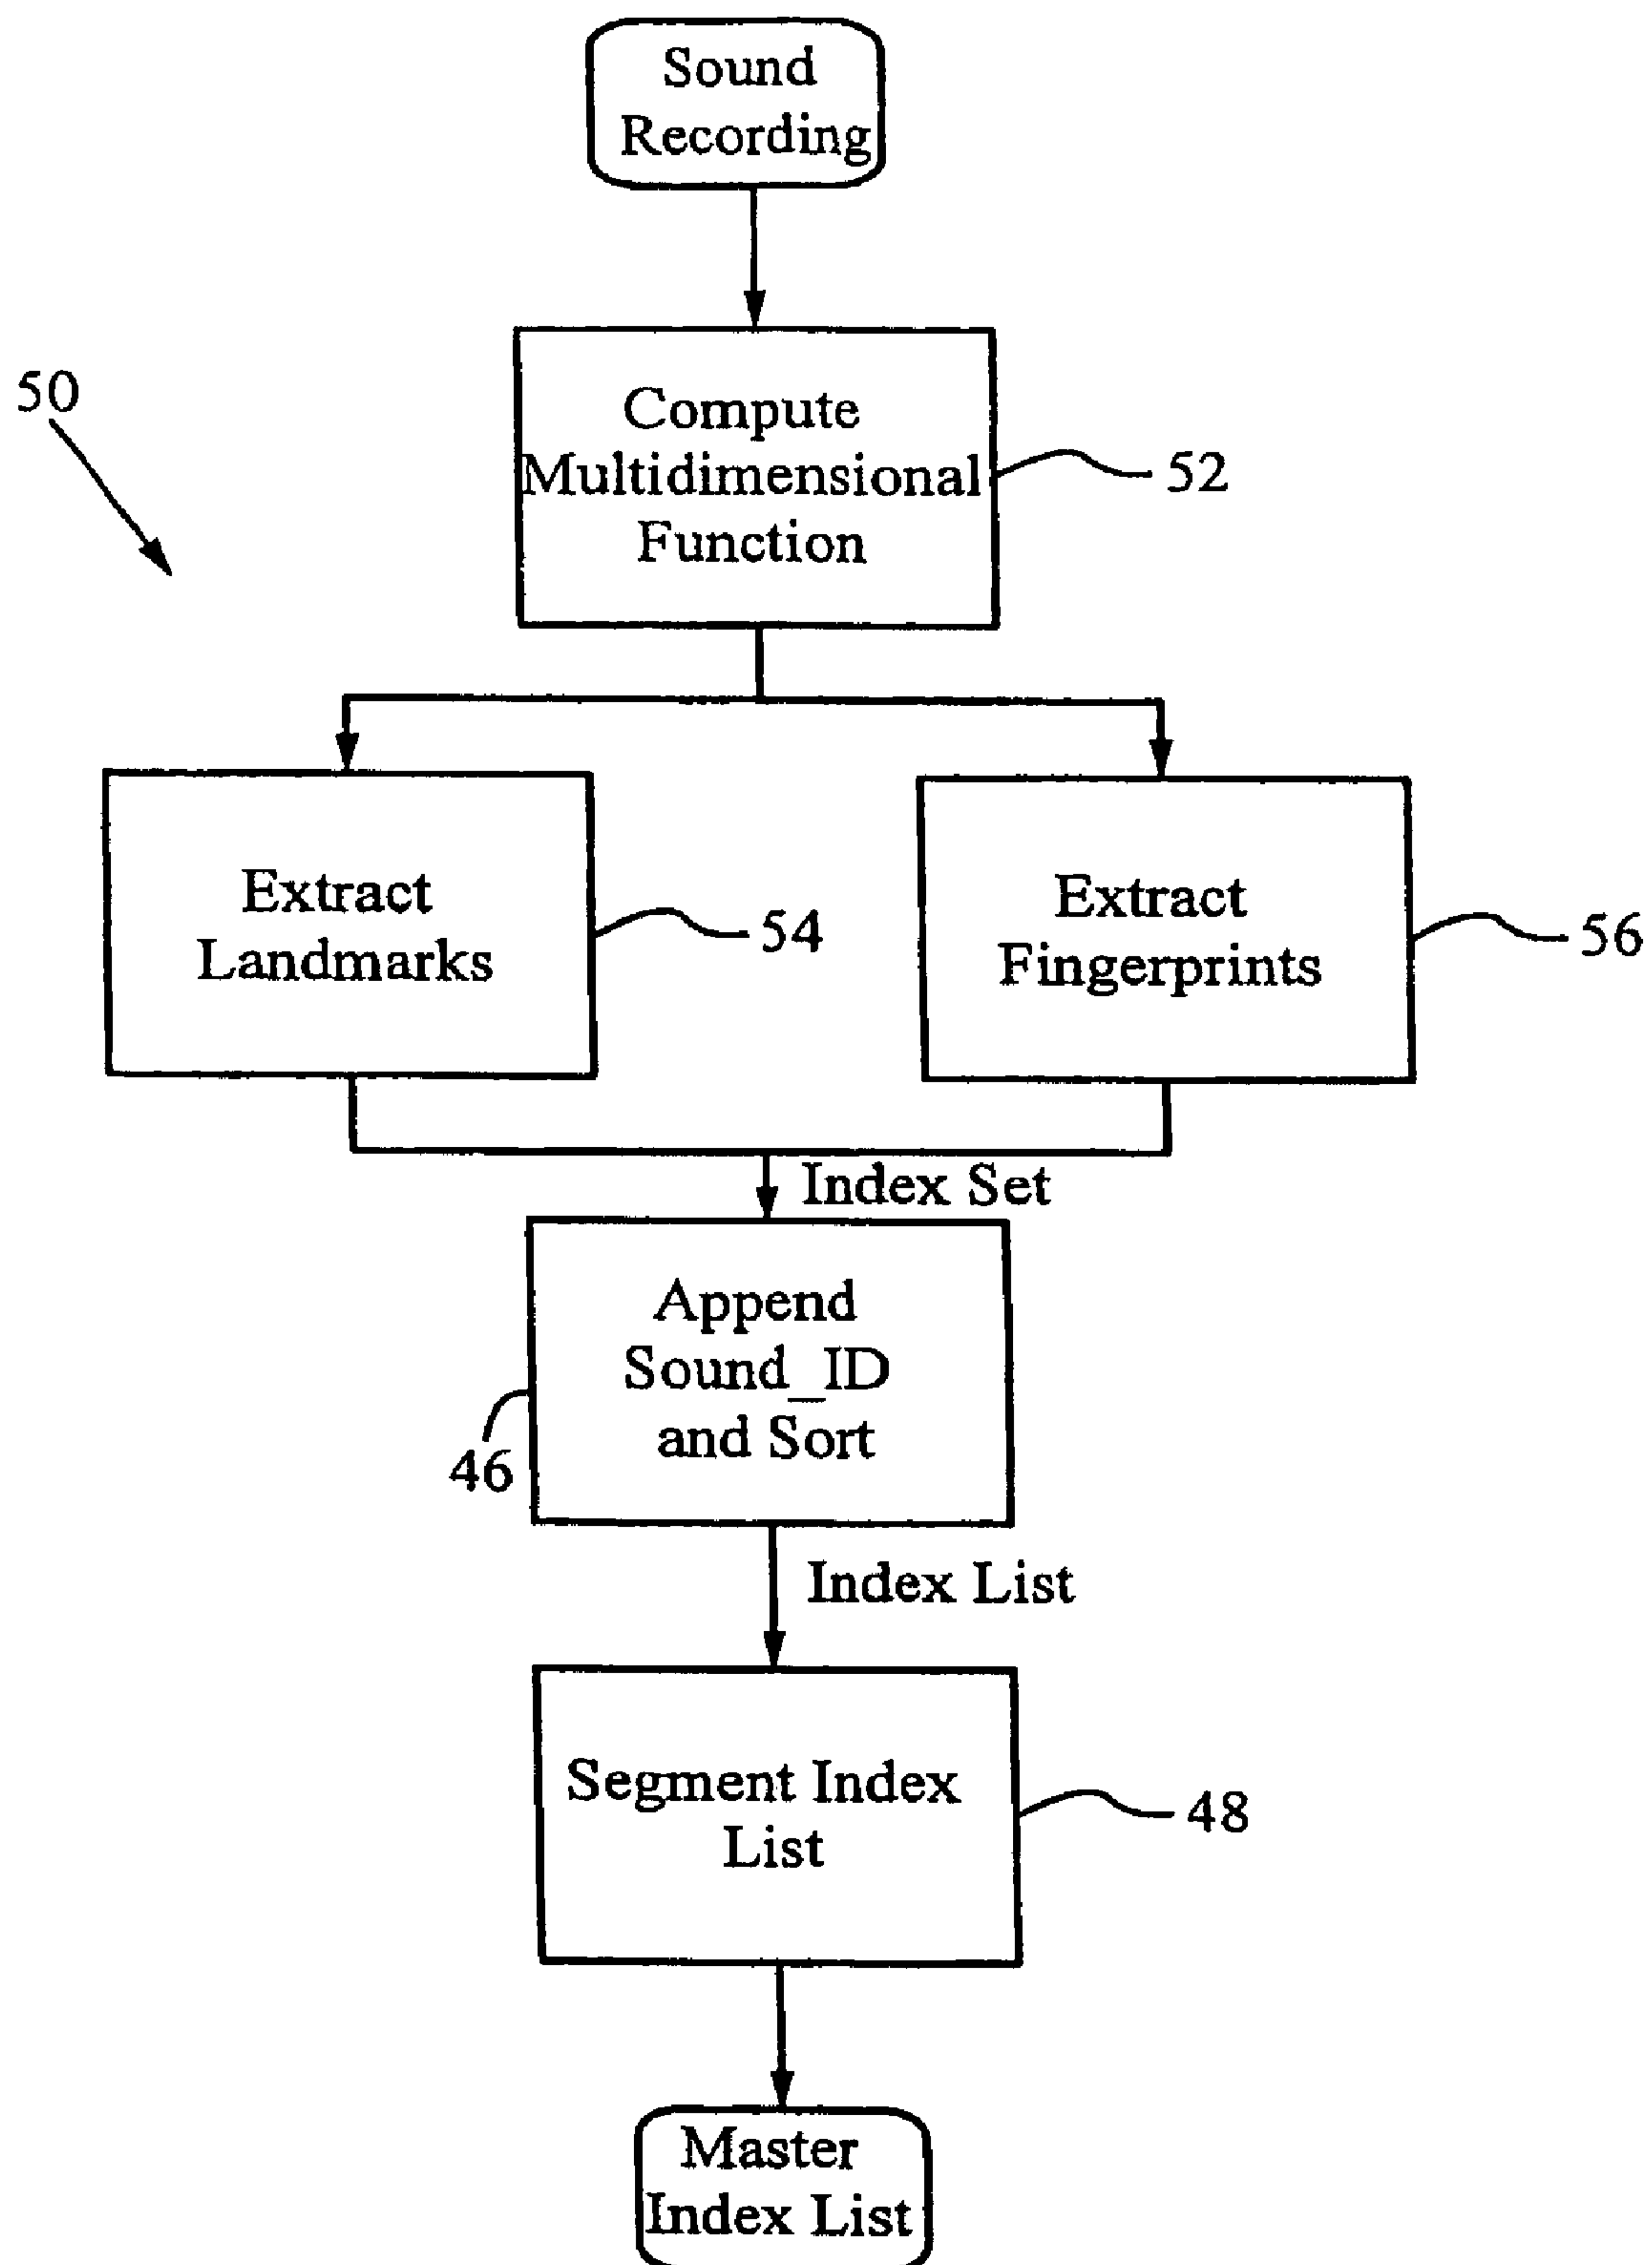 Sound
Recording
50
Compute
Multidimensional
Function
52
Extract
Landmarks
54
Extract
Fingerprints
56
Index Set
Append
Sound_ID
and Sort
46
Index List
Segment Index
List
48
Master
Index List